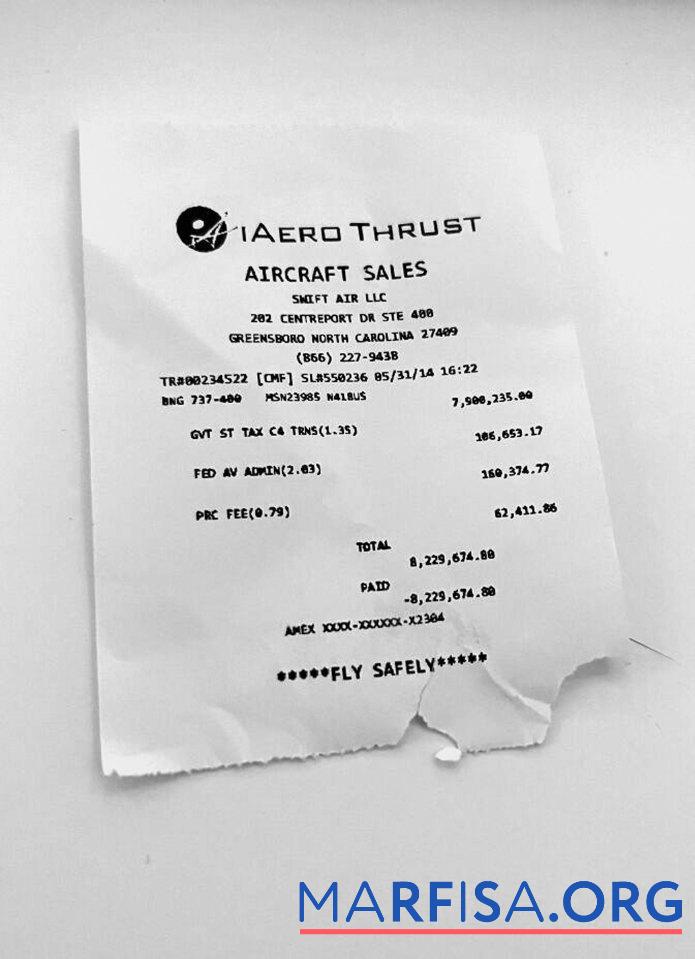 iAero Thrust
AIRCRAFT SALES
SWIFT AIR LLC
202 CENTREPORT DR STE 400
GREENSBORO NORTH CAROLINA 27409
(866) 227-9438
TR#00234522 [CMF] SL#550236 05/31/14 16:22
BNG 737-400 MSN23985 N418US 7,900,235.00
GVT ST TAX C4 TRNS(1.35) 106,653.17
FED AV ADMIN(2.03) 160,374.77
PRC FEE(0.79) 62,411.86
TOTAL
8,229,674.80
PAID
-8,229,674.80
AMEX XXXX-XXXXXX-X2304
*****FLY SAFELY*****
MARFISA.ORG